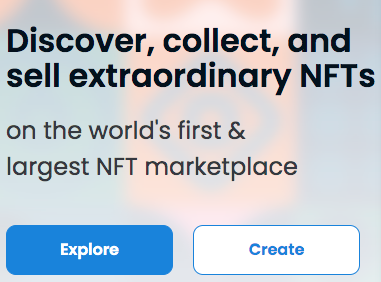 Discover, collect, and
sell extraordinary NFTs
on the world's first &
largest NFT marketplace
Explore
Create